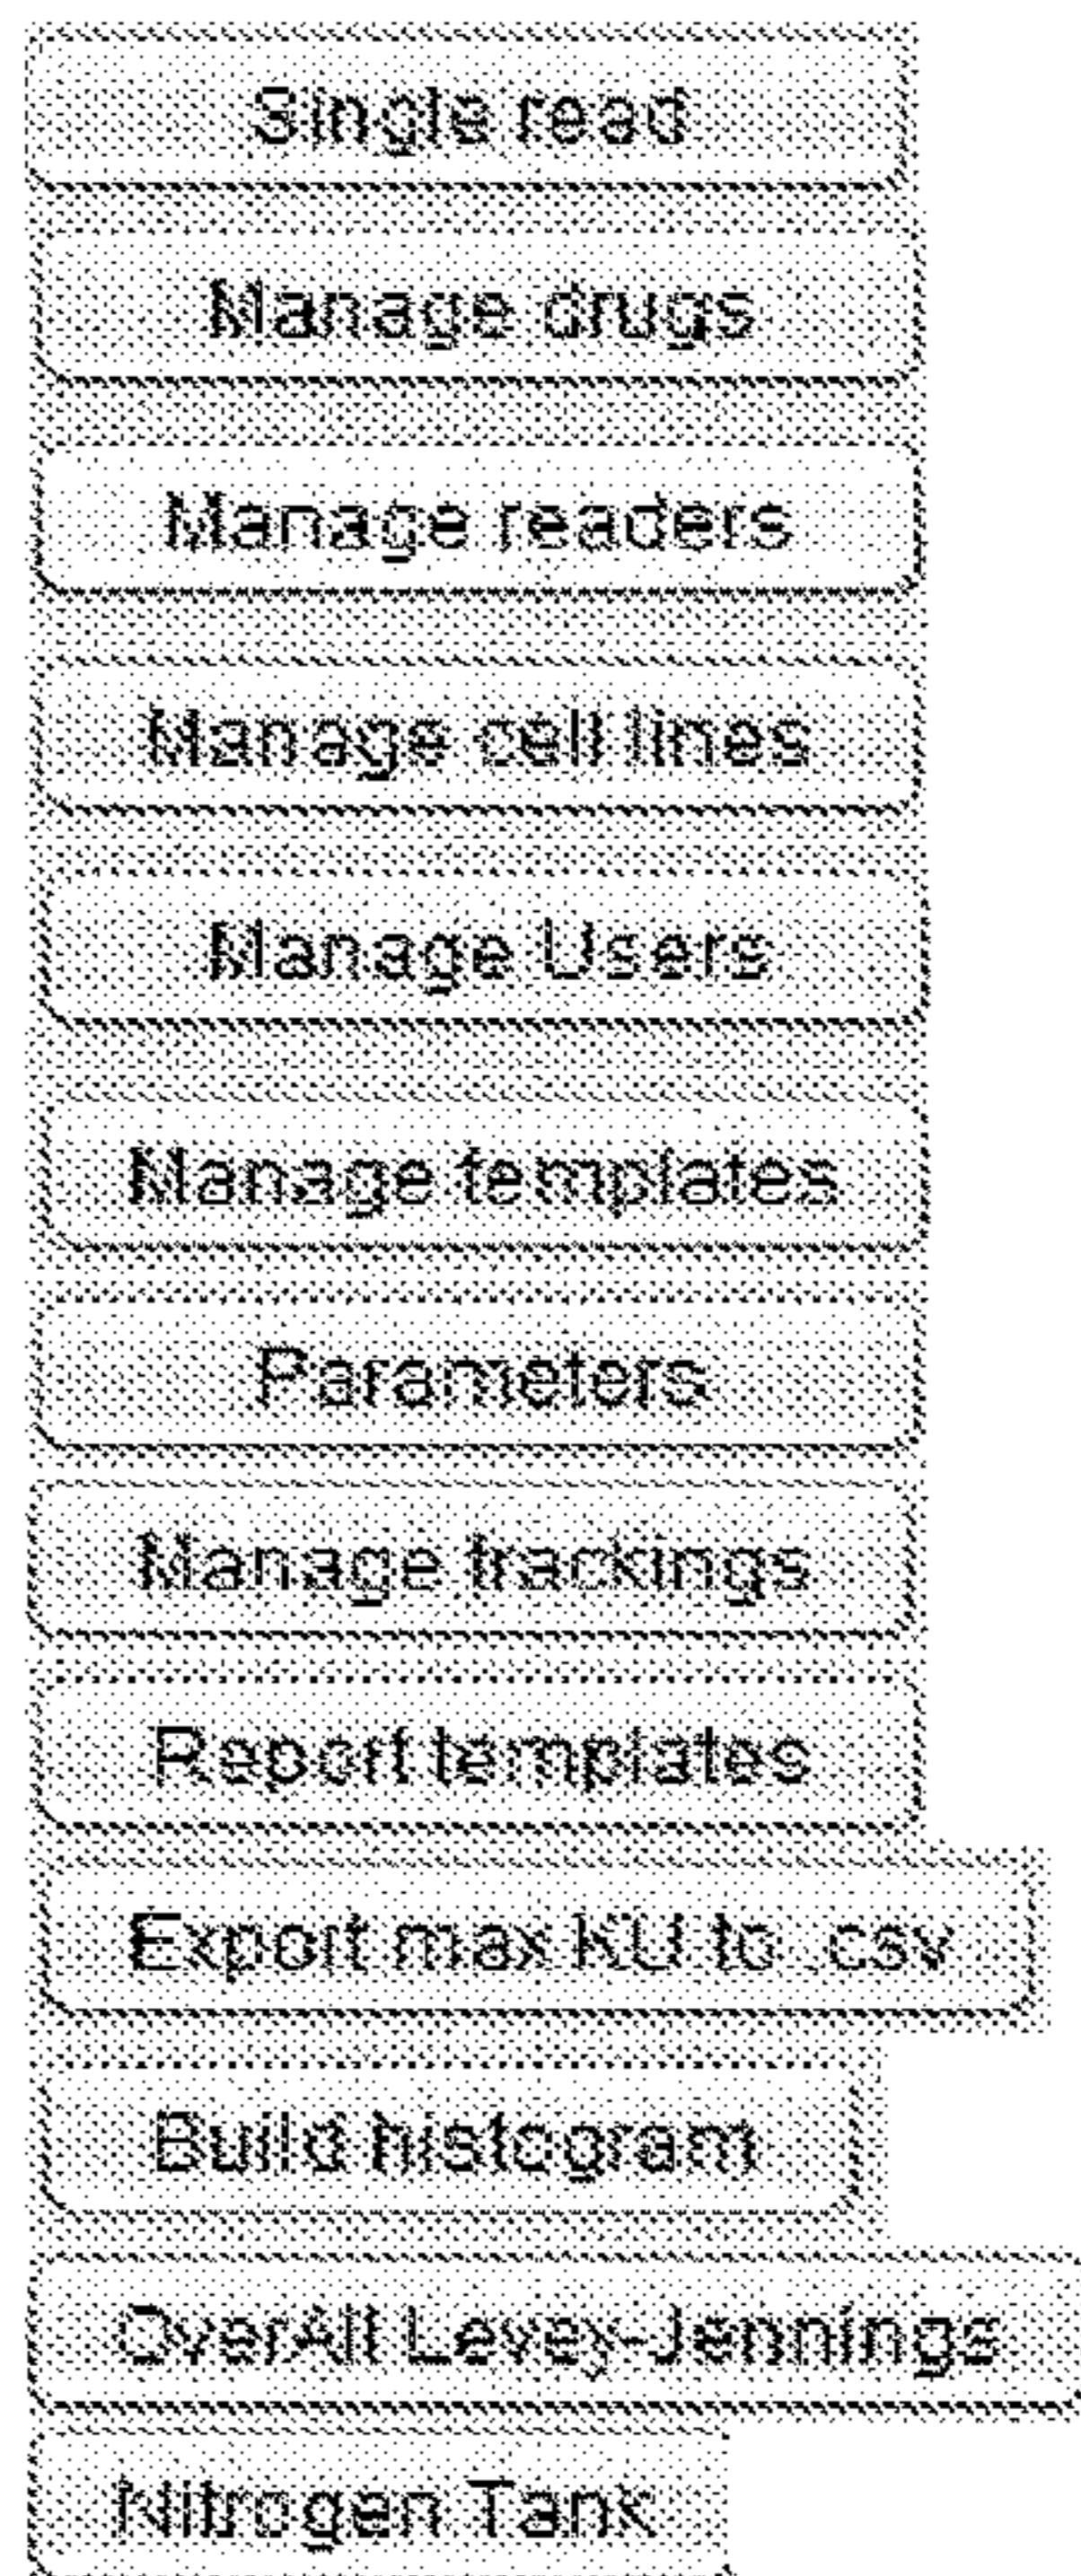 Single read
Manage drugs
Manage readers
Manage cell lines
Manage Users
Manage templates
Parameters
Manage trackings
Report templates
Export max KU to .csv
Build histogram
OverAll Levey-Jennings
Nitrogen Tank